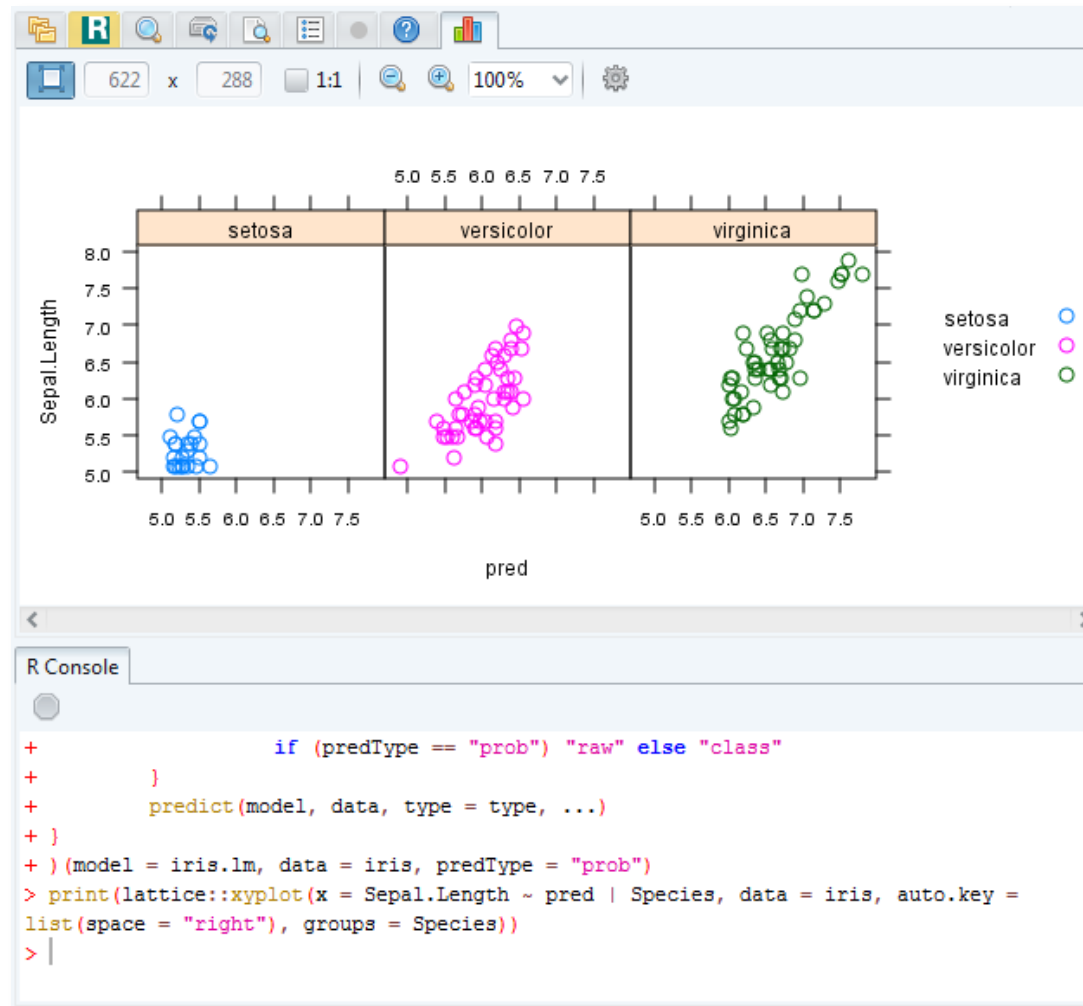 R
622 x 288 1:1 100%
5.0 5.5 6.0 6.5 7.0 7.5
setosa versicolor virginica
8.0
7.5
7.0
6.5
6.0
5.5
5.0
Sepal.Length
setosa
versicolor
virginica
5.0 5.5 6.0 6.5 7.0 7.5 5.0 5.5 6.0 6.5 7.0 7.5
pred
R Console
+ if (predType == "prob") "raw" else "class"
+ }
+ predict(model, data, type = type, ...)
+ }
+ )(model = iris.lm, data = iris, predType = "prob")
> print(lattice::xyplot(x = Sepal.Length ~ pred | Species, data = iris, auto.key =
list(space = "right"), groups = Species))
>